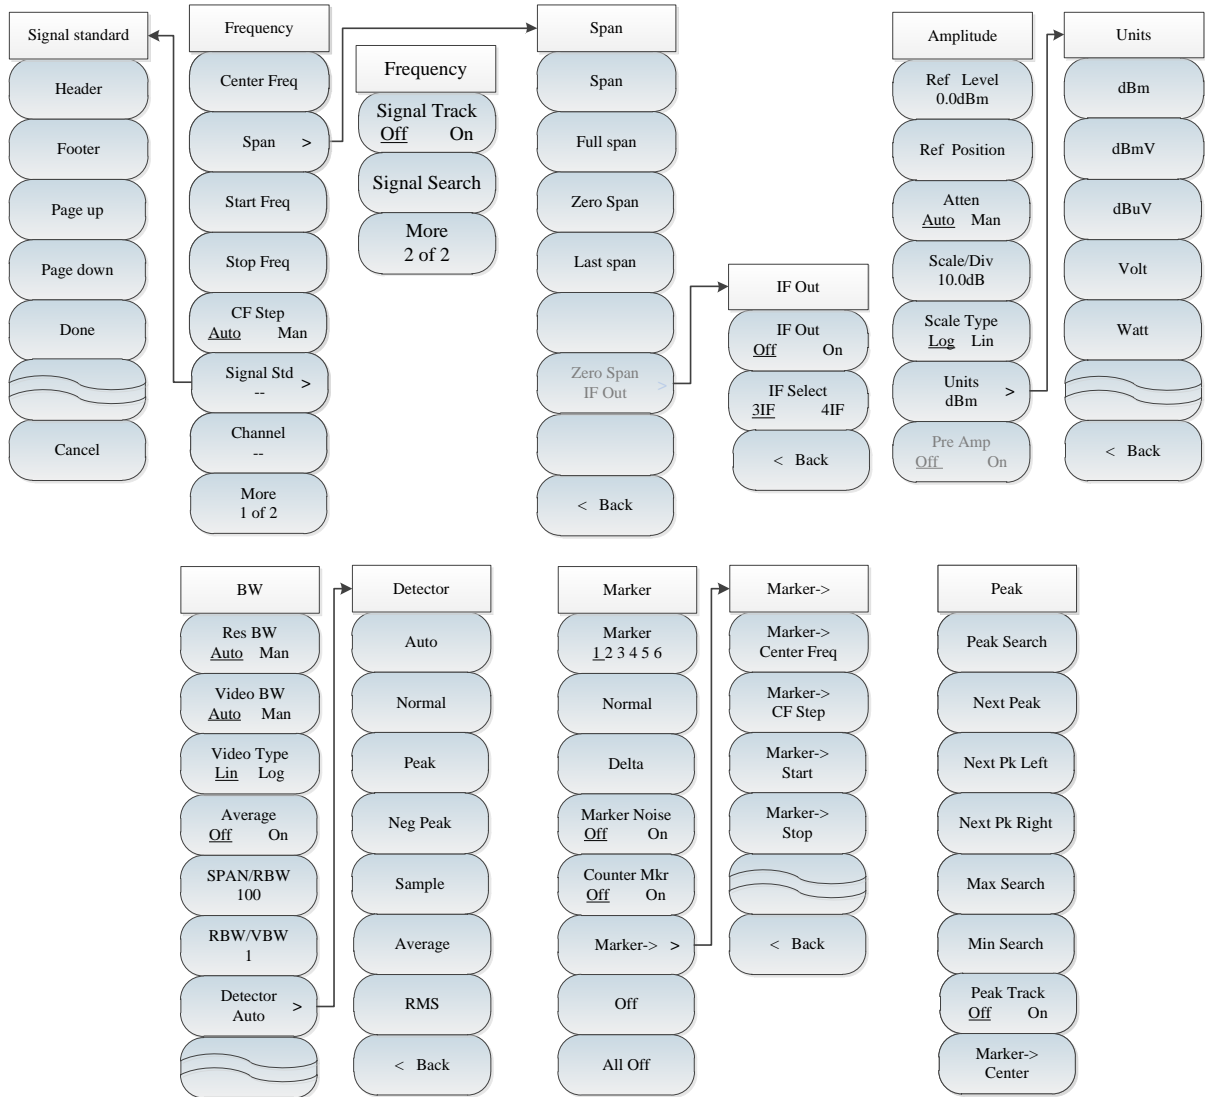 Signal standard
Header
Footer
Page up
Page down
Done
Cancel
Frequency
Center Freq
Span >
Start Freq
Stop Freq
CF Step
Auto Man
Signal Std >
--
Channel
--
More
1 of 2
Frequency
Signal Track
Off On
Signal Search
More
2 of 2
Span
Span
Full span
Zero Span
Last span
Zero Span >
IF Out
< Back
IF Out
IF Out
Off On
IF Select
3IF 4IF
< Back
Amplitude
Ref Level
0.0dBm
Ref Position
Atten
Auto Man
Scale/Div
10.0dB
Scale Type
Log Lin
Units >
dBm
Pre Amp
Off On
Units
dBm
dBmV
dBuV
Volt
Watt
< Back
BW
Res BW
Auto Man
Video BW
Auto Man
Video Type
Lin Log
Average
Off On
SPAN/RBW
100
RBW/VBW
1
Detector >
Auto
Detector
Auto
Normal
Peak
Neg Peak
Sample
Average
RMS
< Back
Marker
Marker
1 2 3 4 5 6
Normal
Delta
Marker Noise
Off On
Counter Mkr
Off On
Marker-> >
Off
All Off
Marker->
Marker->
Center Freq
Marker->
CF Step
Marker->
Start
Marker->
Stop
< Back
Peak
Peak Search
Next Peak
Next Pk Left
Next Pk Right
Max Search
Min Search
Peak Track
Off On
Marker->
Center